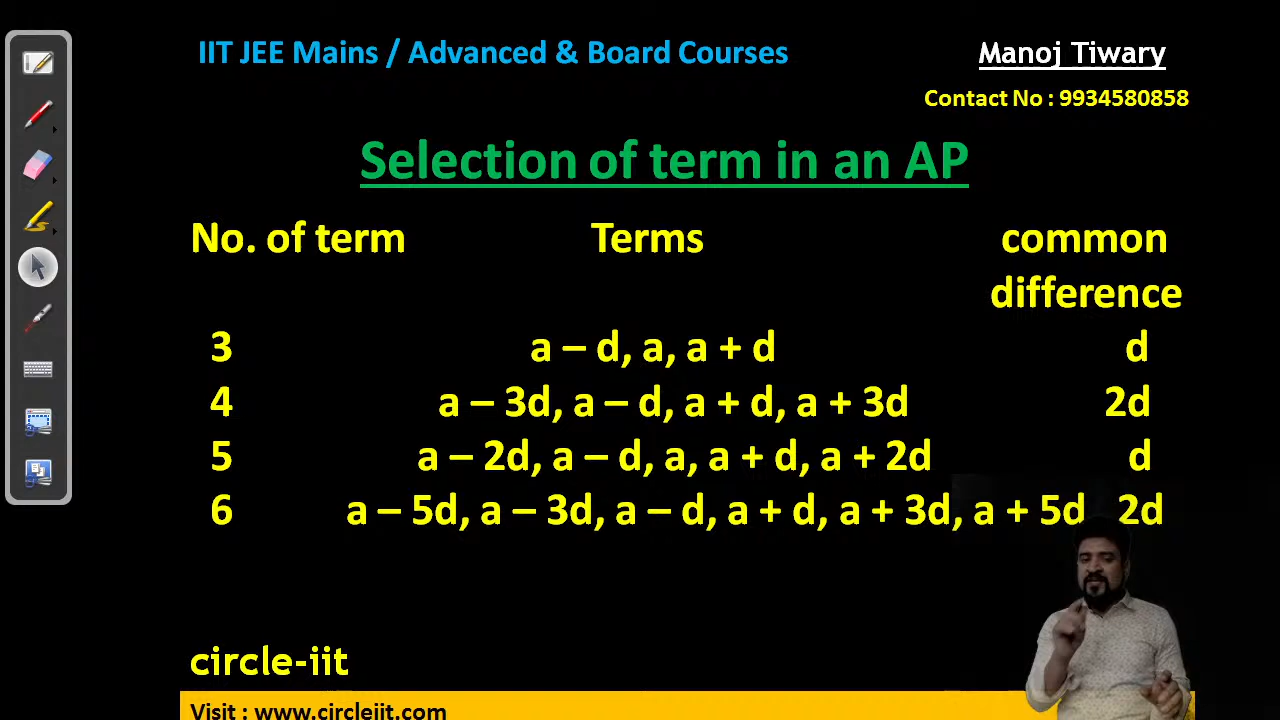 IIT JEE Mains / Advanced & Board Courses
Manoj Tiwary
Contact No : 9934580858
Selection of term in an AP
No. of term Terms common
difference
3 a – d, a, a + d d
4 a – 3d, a – d, a + d, a + 3d 2d
5 a – 2d, a – d, a, a + d, a + 2d d
6 a – 5d, a – 3d, a – d, a + d, a + 3d, a + 5d 2d
circle-iit
Visit : www.circleiit.com